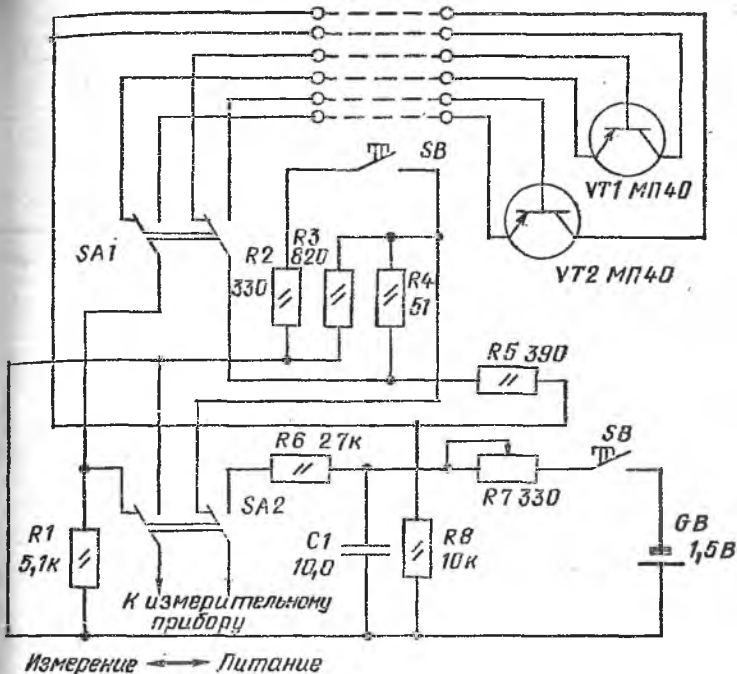 SB
VT1 МП40
VT2 МП40
SA1
R2
330
R3
820
R4
51
R5 390
R6 27к
SB
R7 330
SA2
R1
5,1к
C1
10,0
R8
10к
GB
1,5В
К измерительному
прибору
Измерение
Питание